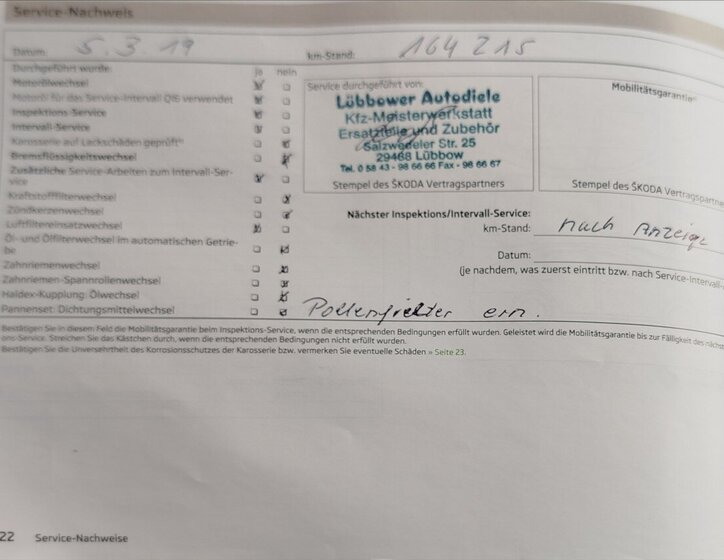 Service-Nachweis
Datum: 5.3.19 km-Stand: 164 215
Durchgeführt wurde: ja nein
Motorölwechsel
Motoröl für das Service-Intervall QI6 verwendet
Inspektions-Service
Intervall-Service
Karosserie auf Lackschäden geprüft
Bremsflüssigkeitswechsel
Zusätzliche Service-Arbeiten zum Intervall-Ser-
vice
Kraftstofffilterwechsel
Zündkerzenwechsel
Luftfiltereinsatzwechsel
Öl- und Ölfilterwechsel im automatischen Getrie-
be
Zahnriemenwechsel
Zahnriemen-Spannrollenwechsel
Haldex-Kupplung: Ölwechsel
Pannenset: Dichtungsmittelwechsel
Service durchgeführt von:
Lübbower Autodiele
Kfz-Meisterwerkstatt
Ersatzteile und Zubehör
Salzwedeler Str. 25
29468 Lübbow
Tel. 0 58 43 - 98 66 66 Fax - 98 66 67
Stempel des ŠKODA Vertragspartners
Mobilitätsgarantie
Stempel des ŠKODA Vertragspartne
Nächster Inspektions/Intervall-Service:
km-Stand: nach Anzeige
Datum:
(je nachdem, was zuerst eintritt bzw. nach Service-Intervall-
Pollenfielter ern.
Bestätigen Sie in diesem Feld die Mobilitätsgarantie beim Inspektions-Service, wenn die entsprechenden Bedingungen erfüllt wurden. Geleistet wird die Mobilitätsgarantie bis zur Fälligkeit des nächst
ons-Service. Streichen Sie das Kästchen durch, wenn die entsprechenden Bedingungen nicht erfüllt wurden.
Bestätigen Sie die Unversehrtheit des Korrosionsschutzes der Karosserie bzw. vermerken Sie eventuelle Schäden » Seite 23.
22 Service-Nachweise